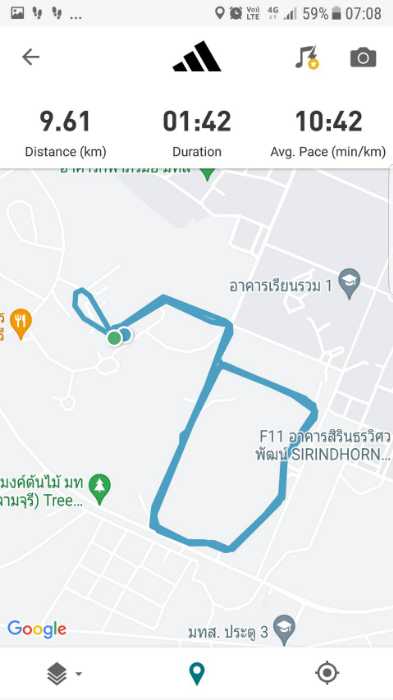 ... VoLTE 4G 59% 07:08
9.61 01:42 10:42
Distance (km) Duration Avg. Pace (min/km)
อาคารเรียนรวม 1
F11 อาคารสิรินธรวิศว
พัฒน์ SIRINDHORN...
มงค์ต้นไม้ มท
ามจุรี) Tree...
Google
มทส. ประตู 3